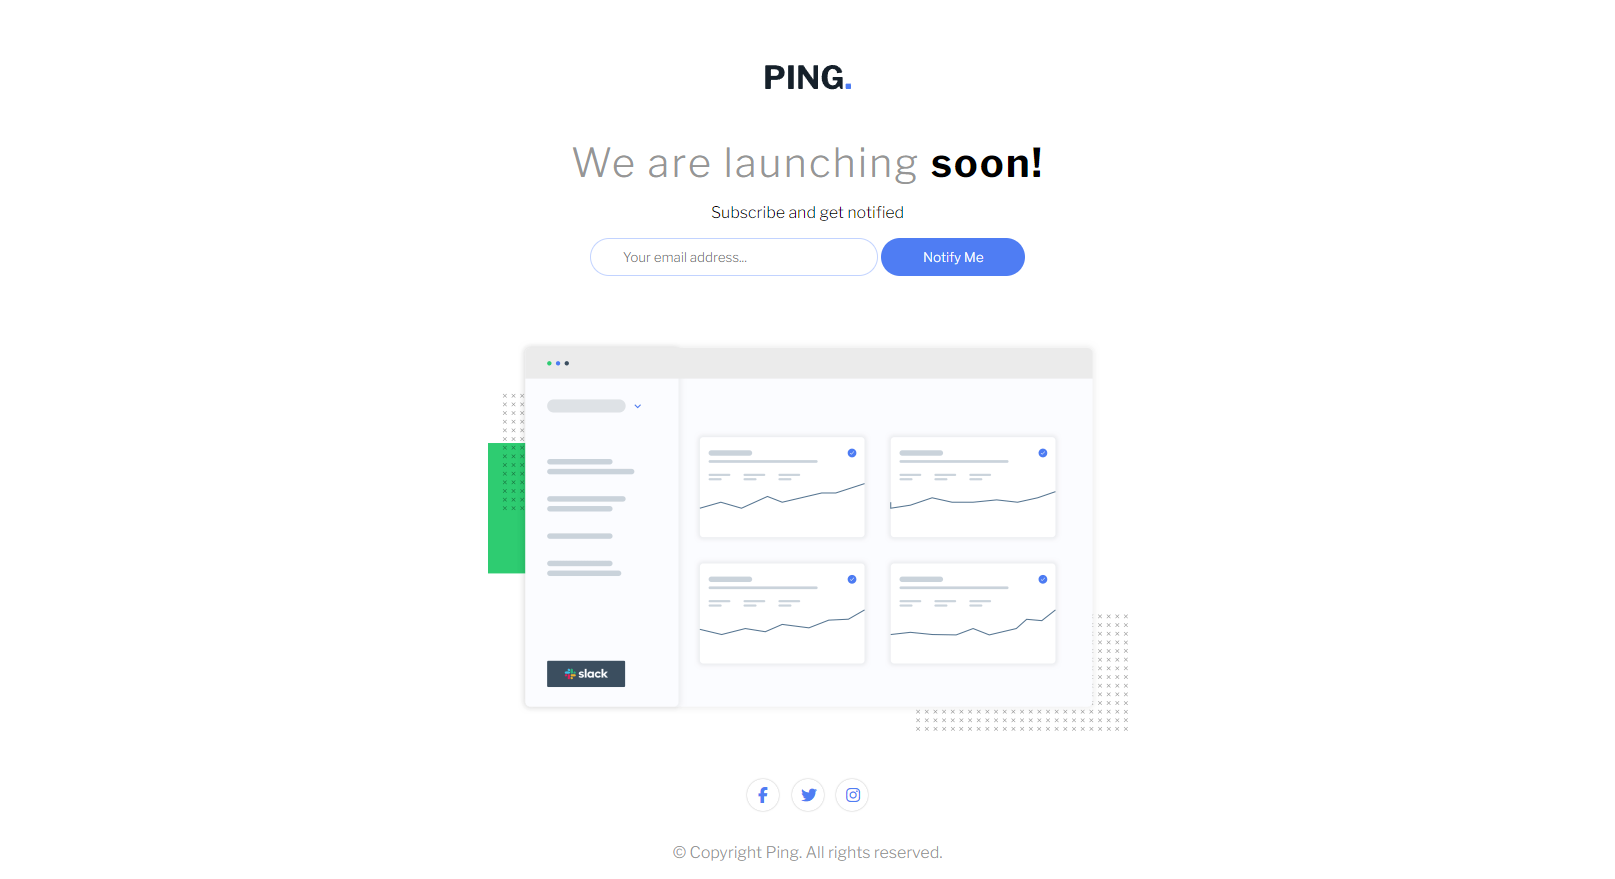 PING.
We are launching soon!
Subscribe and get notified
Your email address...
Notify Me
slack
© Copyright Ping. All rights reserved.